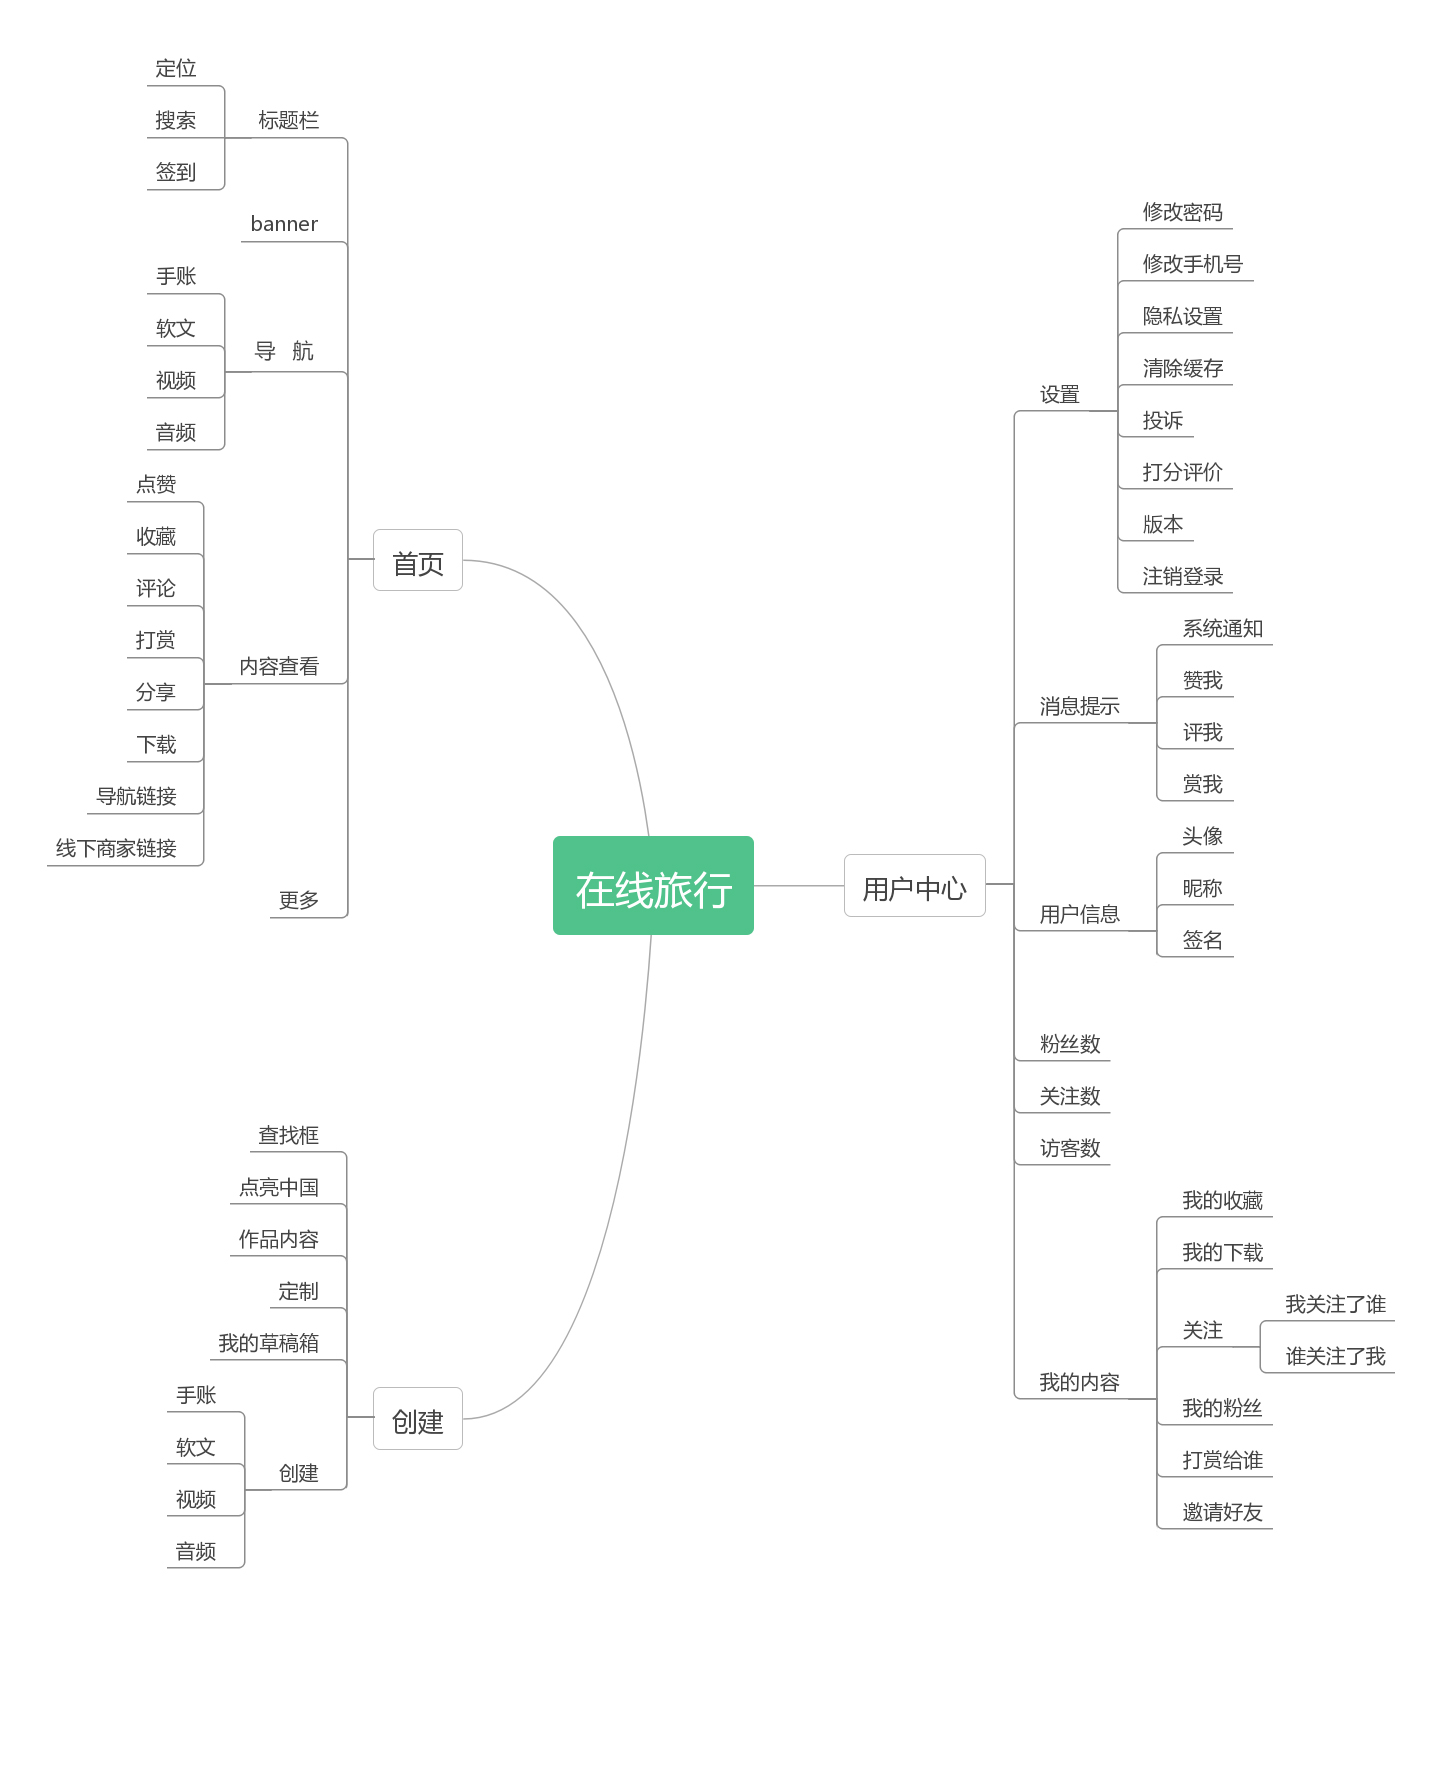 在线旅行
首页
标题栏
定位
搜索
签到
banner
导 航
手账
软文
视频
音频
内容查看
点赞
收藏
评论
打赏
分享
下载
导航链接
线下商家链接
更多
创建
查找框
点亮中国
作品内容
定制
我的草稿箱
创建
手账
软文
视频
音频
用户中心
设置
修改密码
修改手机号
隐私设置
清除缓存
投诉
打分评价
版本
注销登录
消息提示
系统通知
赞我
评我
赏我
用户信息
头像
昵称
签名
粉丝数
关注数
访客数
我的内容
我的收藏
我的下载
关注
我关注了谁
谁关注了我
我的粉丝
打赏给谁
邀请好友